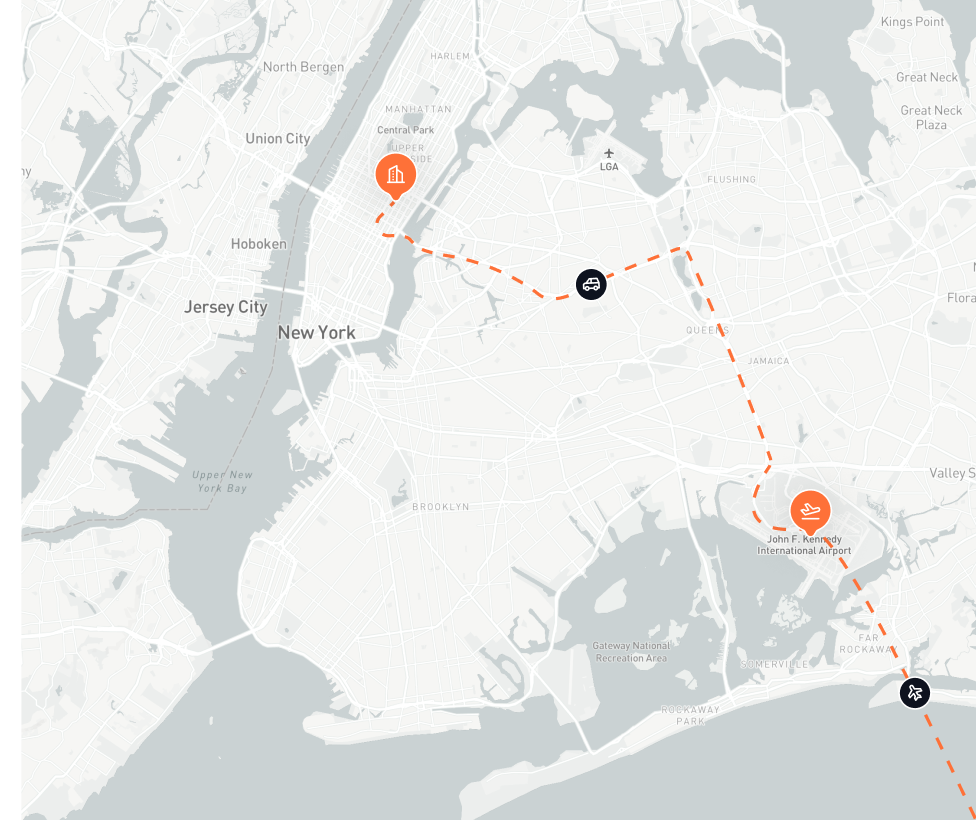 Kings Point
HARLEM
North Bergen
Great Neck
MANHATTAN
Great Neck
Plaza
Central Park
Union City
UPPER
SIDE
LGA
FLUSHING
Hoboken
Jersey City
Flora
New York
QUEENS
JAMAICA
Upper New
York Bay
Valley S
BROOKLYN
John F. Kennedy
International Airport
FAR
ROCKAWA
Gateway National
Recreation Area
SOMERVILLE
ROCKAWAY
PARK